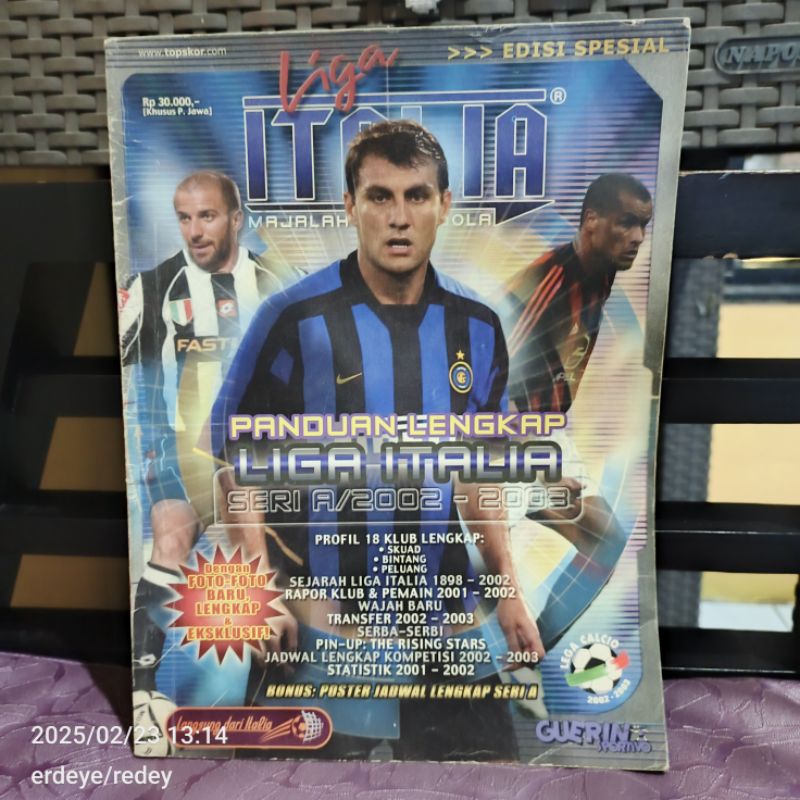 www.topskor.com
>>> EDISI SPESIAL
Liga
Rp 30.000,-
[Khusus P. Jawa]
ITALIA®
MAJALAH OLA
FAST
PANDUAN LENGKAP
LIGA ITALIA
SERI A/2002 - 2003
PROFIL 18 KLUB LENGKAP:
• SKUAD
• BINTANG
• PELUANG
SEJARAH LIGA ITALIA 1898 - 2002
RAPOR KLUB & PEMAIN 2001 - 2002
WAJAH BARU
TRANSFER 2002 - 2003
SERBA-SERBI
PIN-UP: THE RISING STARS
JADWAL LENGKAP KOMPETISI 2002 - 2003
STATISTIK 2001 - 2002
BONUS: POSTER JADWAL LENGKAP SERI A
Dengan
FOTO-FOTO
BARU,
LENGKAP
&
EKSKLUSIF!
LEGA CALCIO
2002-2003
Langsung dari Italia
GUERIN
SPORTIVO
2025/02/23 13:14
erdeye/redey